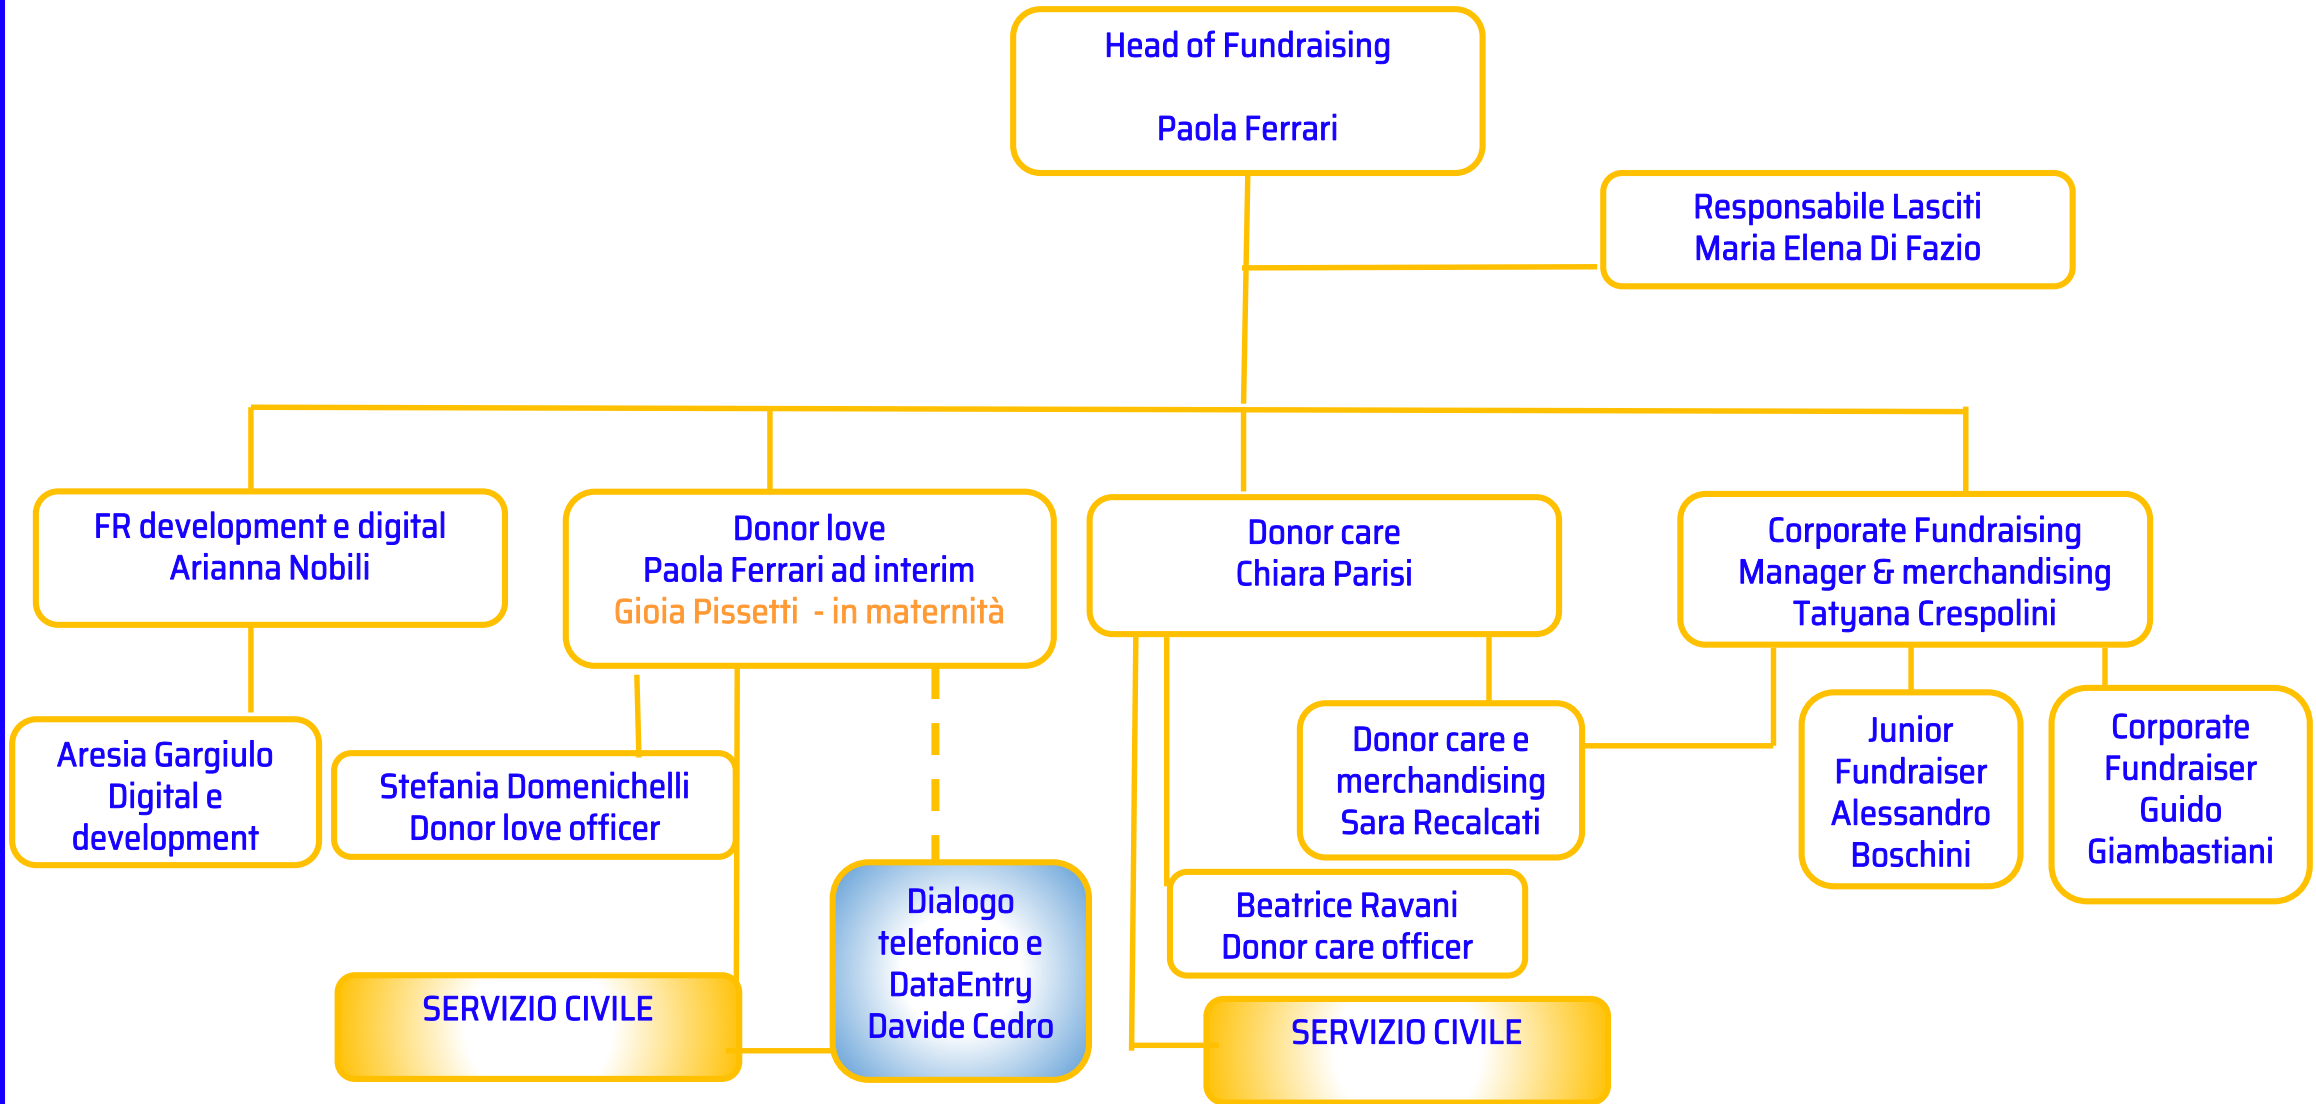 Head of Fundraising
Paola Ferrari
Responsabile Lasciti
Maria Elena Di Fazio
FR development e digital
Arianna Nobili
Donor love
Paola Ferrari ad interim
Gioia Pissetti - in maternità
Donor care
Chiara Parisi
Corporate Fundraising
Manager & merchandising
Tatyana Crespolini
Aresia Gargiulo
Digital e
development
Stefania Domenichelli
Donor love officer
Donor care e
merchandising
Sara Recalcati
Junior
Fundraiser
Alessandro
Boschini
Corporate
Fundraiser
Guido
Giambastiani
Dialogo
telefonico e
DataEntry
Davide Cedro
Beatrice Ravani
Donor care officer
SERVIZIO CIVILE
SERVIZIO CIVILE